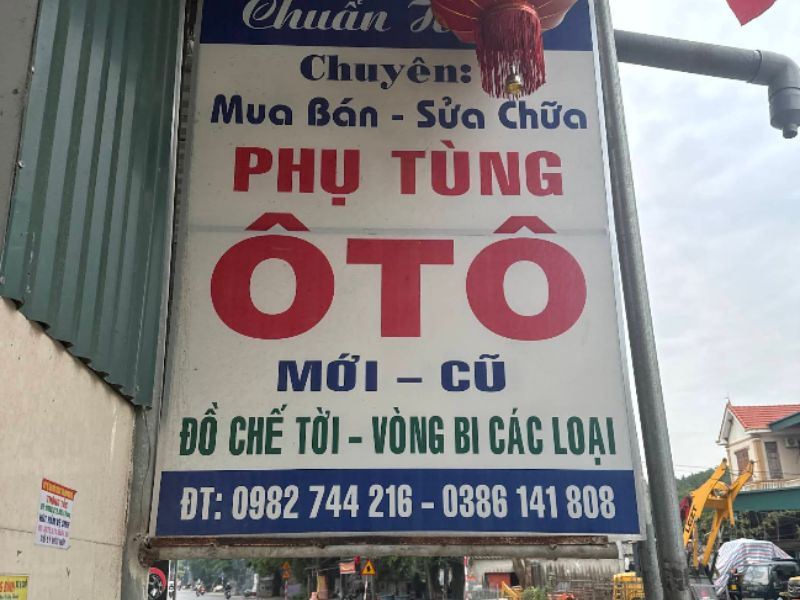 Chuẩn
Chuyên:
Mua Bán - Sửa Chữa
PHỤ TÙNG
ÔTÔ
MỚI – CŨ
ĐỒ CHẾ TỜI – VÒNG BI CÁC LOẠI
ĐT: 0982 744 216 – 0386 141 808